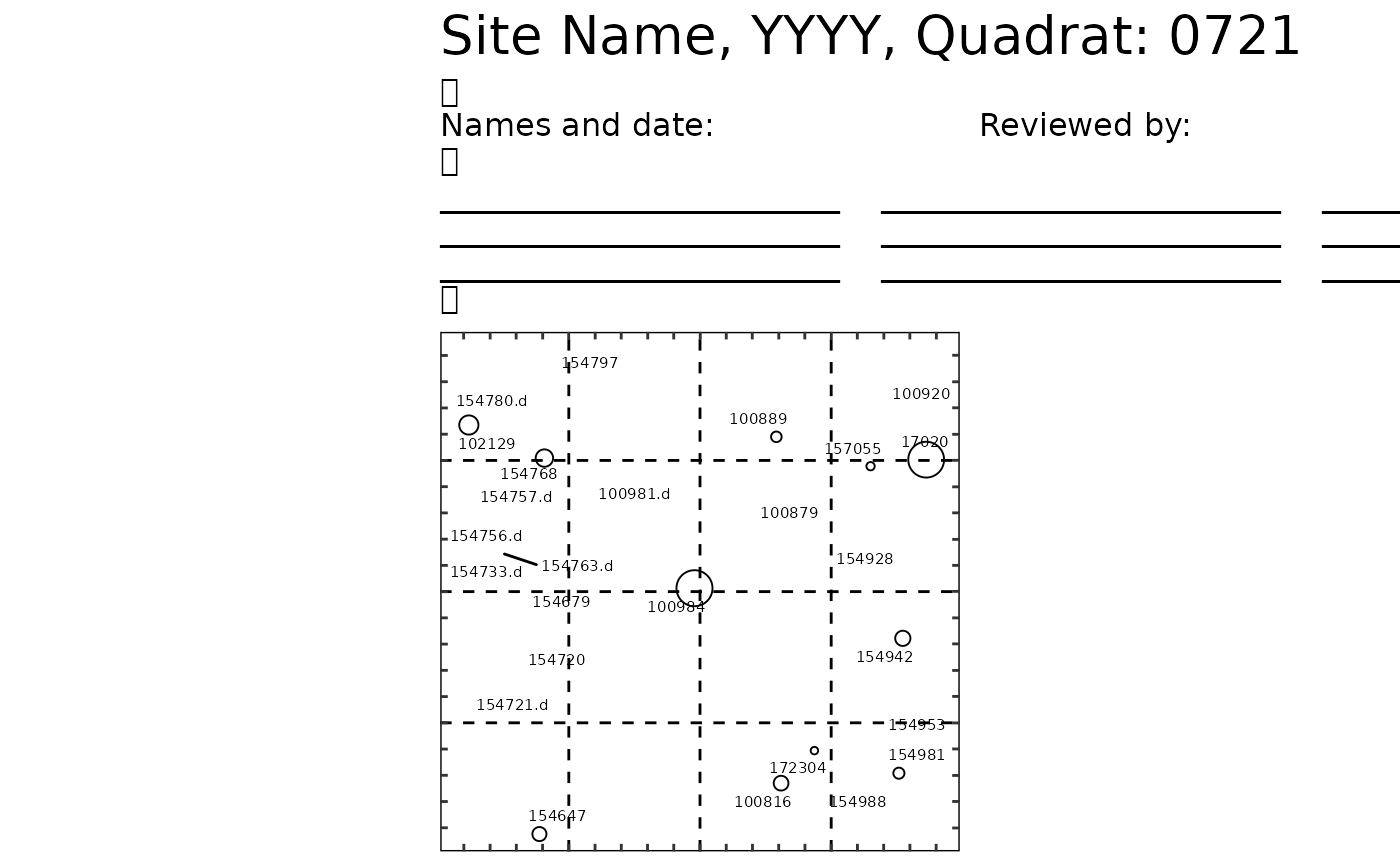 Site Name, YYYY, Quadrat: 0721
Names and date: Reviewed by:
154797
100920
154780.d
100889
17020
102129
157055
154768
100981.d
154757.d
100879
154756.d
154928
154763.d
154733.d
154679
100984
154942
154720
154721.d
154953
154981
172304
100816
154988
154647